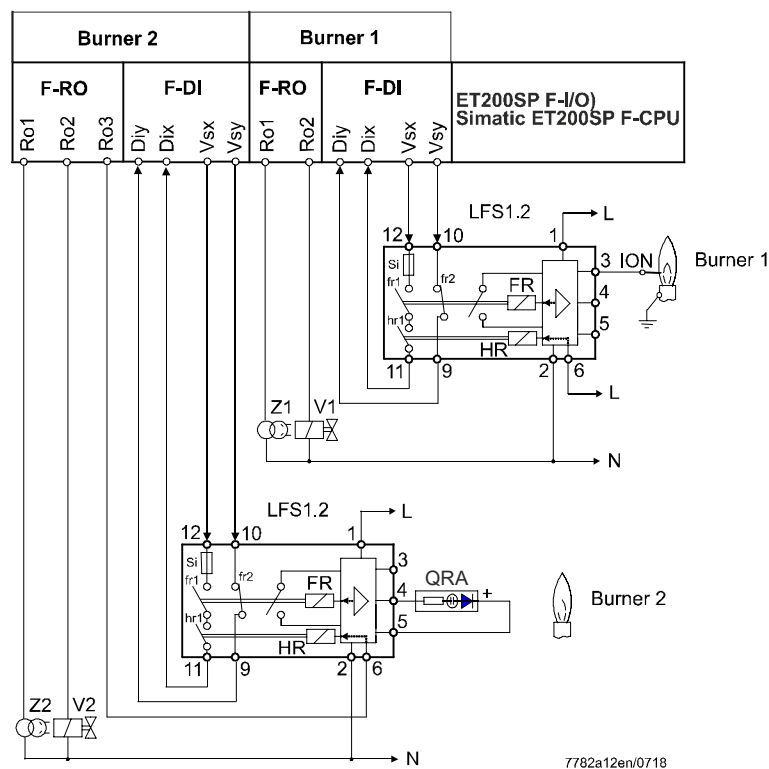 Burner 2 Burner 1
F-RO F-DI F-RO F-DI
ET200SP F-I/O)
Simatic ET200SP F-CPU
Ro1 Ro2 Ro3 Diy Dix Vsx Vsy Ro1 Ro2 Diy Dix Vsx Vsy
LFS1.2
L
12 10 1
3 ION
Burner 1
Si
fr1 fr2
FR
4
hr1
5
HR
11 9 2 6
L
Z1 V1
N
LFS1.2
L
12 10 1
3
Si
fr1 fr2
FR
4 QRA +
Burner 2
hr1
5
HR
11 9 2 6
Z2 V2
N
7782a12en/0718